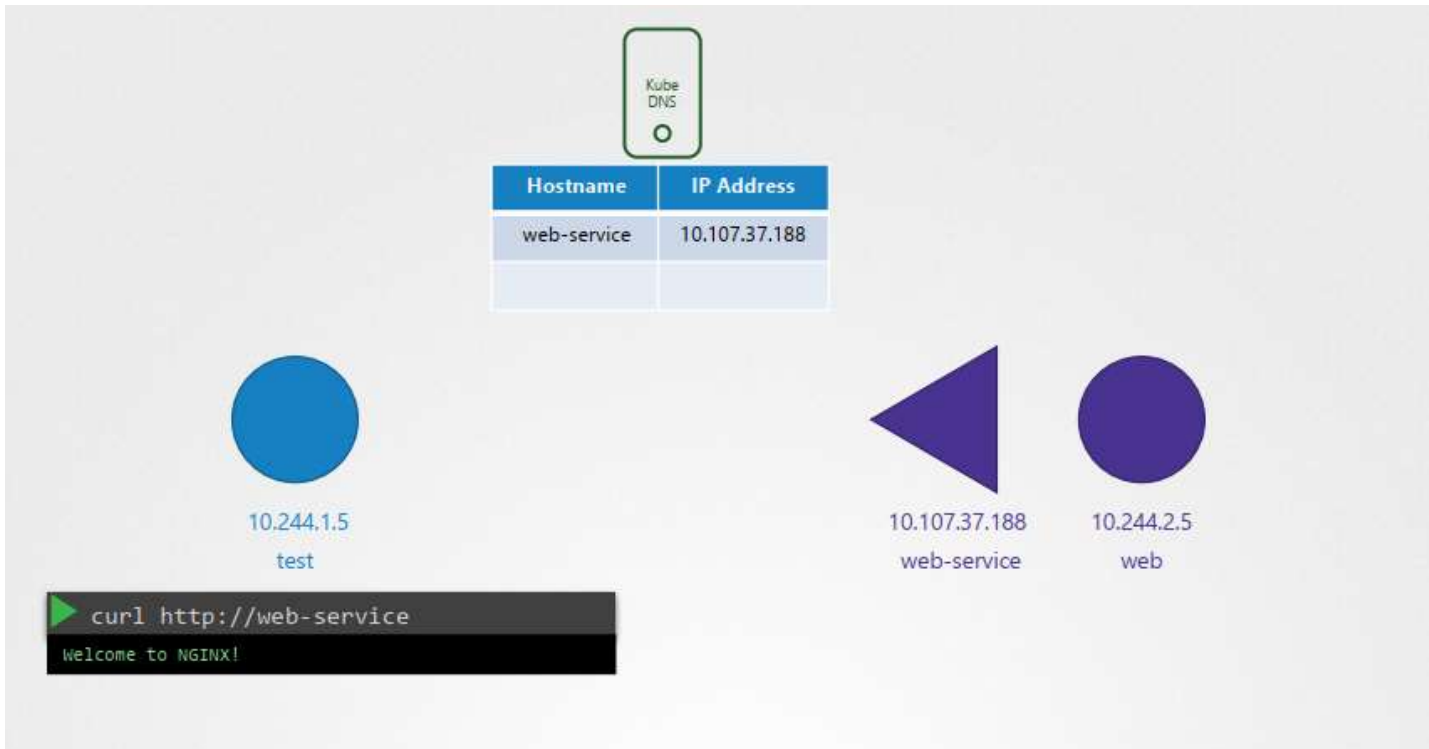 Kube
DNS
Hostname IP Address
web-service 10.107.37.188
10.244.1.5
test
10.107.37.188
web-service
10.244.2.5
web
curl http://web-service
Welcome to NGINX!